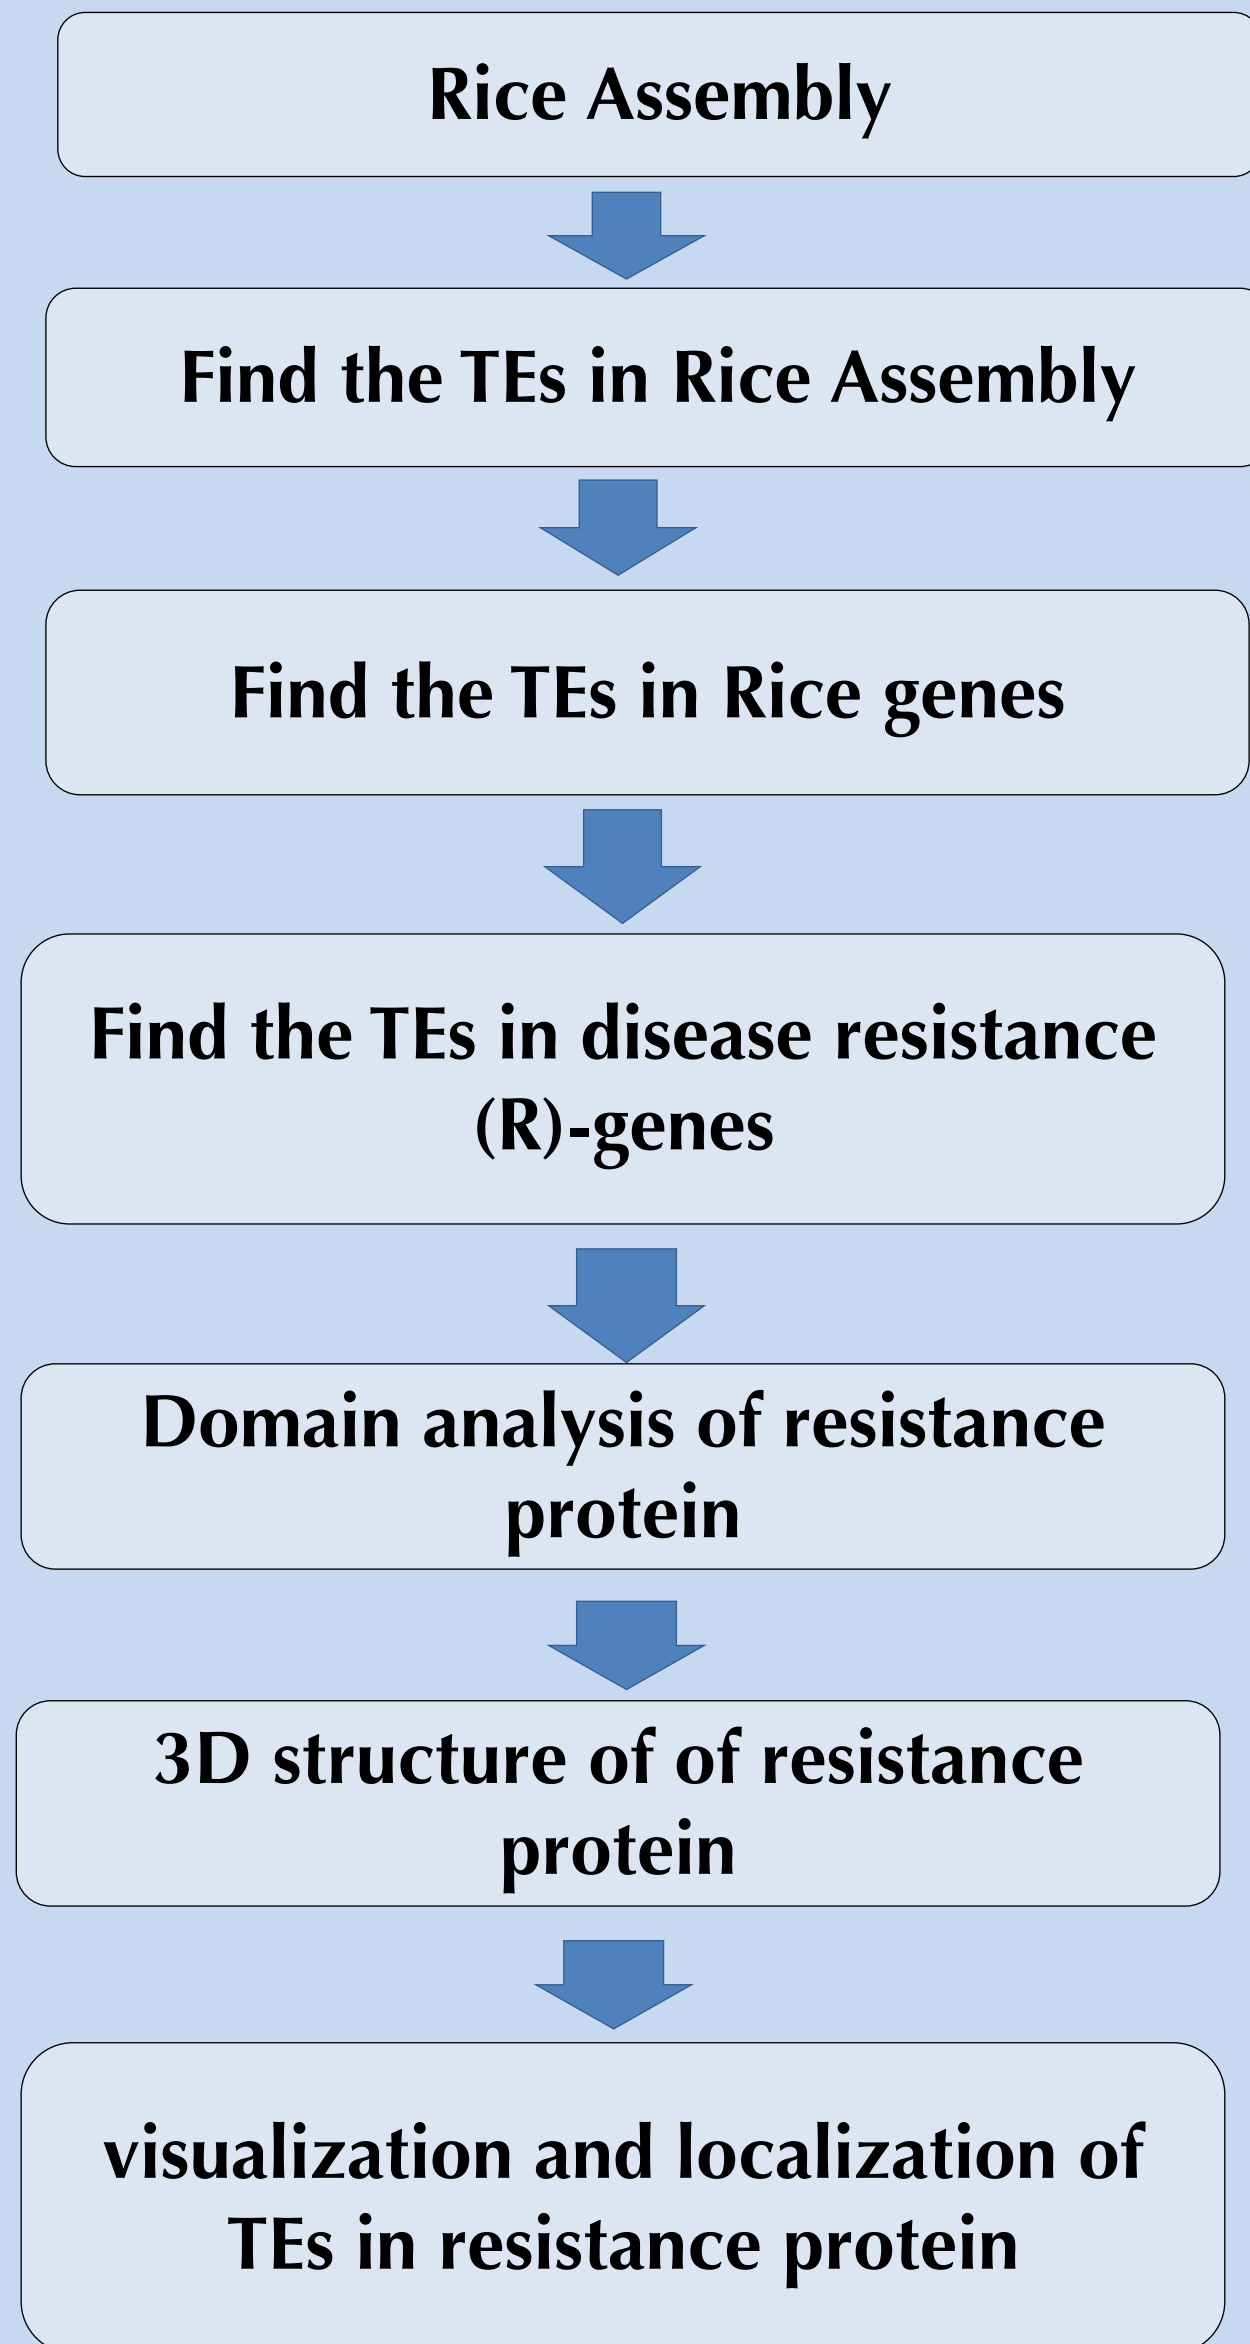 Rice Assembly
Find the TEs in Rice Assembly
Find the TEs in Rice genes
Find the TEs in disease resistance
(R)-genes
Domain analysis of resistance
protein
3D structure of of resistance
protein
visualization and localization of
TEs in resistance protein